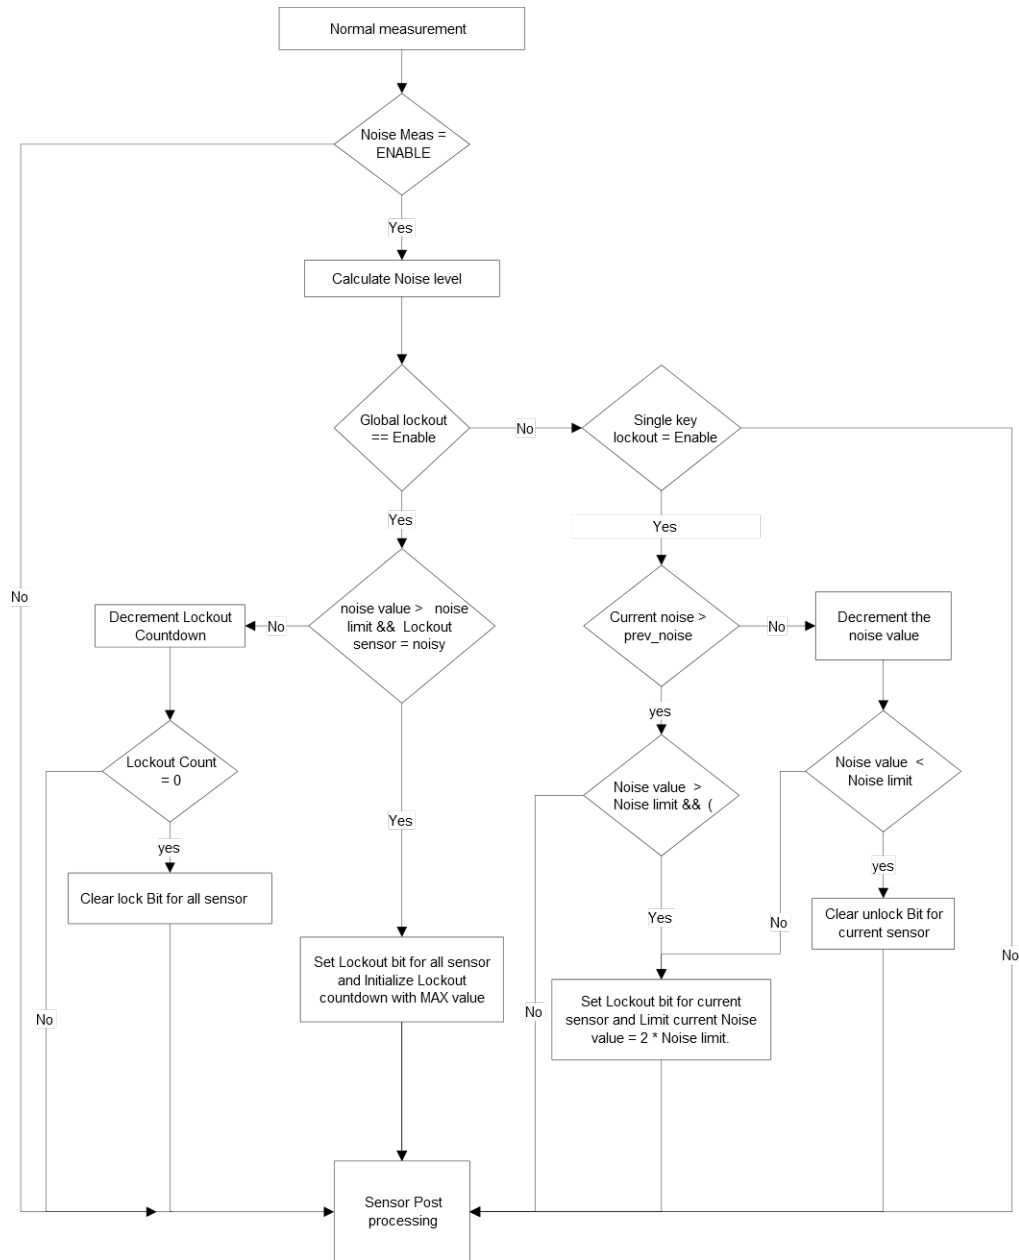 Normal measurement
Noise Meas =
ENABLE
Yes
Calculate Noise level
Global lockout
== Enable
No
Single key
lockout = Enable
Yes
Yes
No
noise value > noise
limit && Lockout
sensor = noisy
No
Decrement Lockout
Countdown
Current noise >
prev_noise
No
Decrement the
noise value
yes
Lockout Count
= 0
Noise value >
Noise limit && (
Noise value <
Noise limit
Yes
yes
yes
Clear lock Bit for all sensor
Yes
No
Clear unlock Bit for
current sensor
No
Set Lockout bit for all sensor
and Initialize Lockout
countdown with MAX value
No
No
Set Lockout bit for current
sensor and Limit current Noise
value = 2 * Noise limit.
Sensor Post
processing